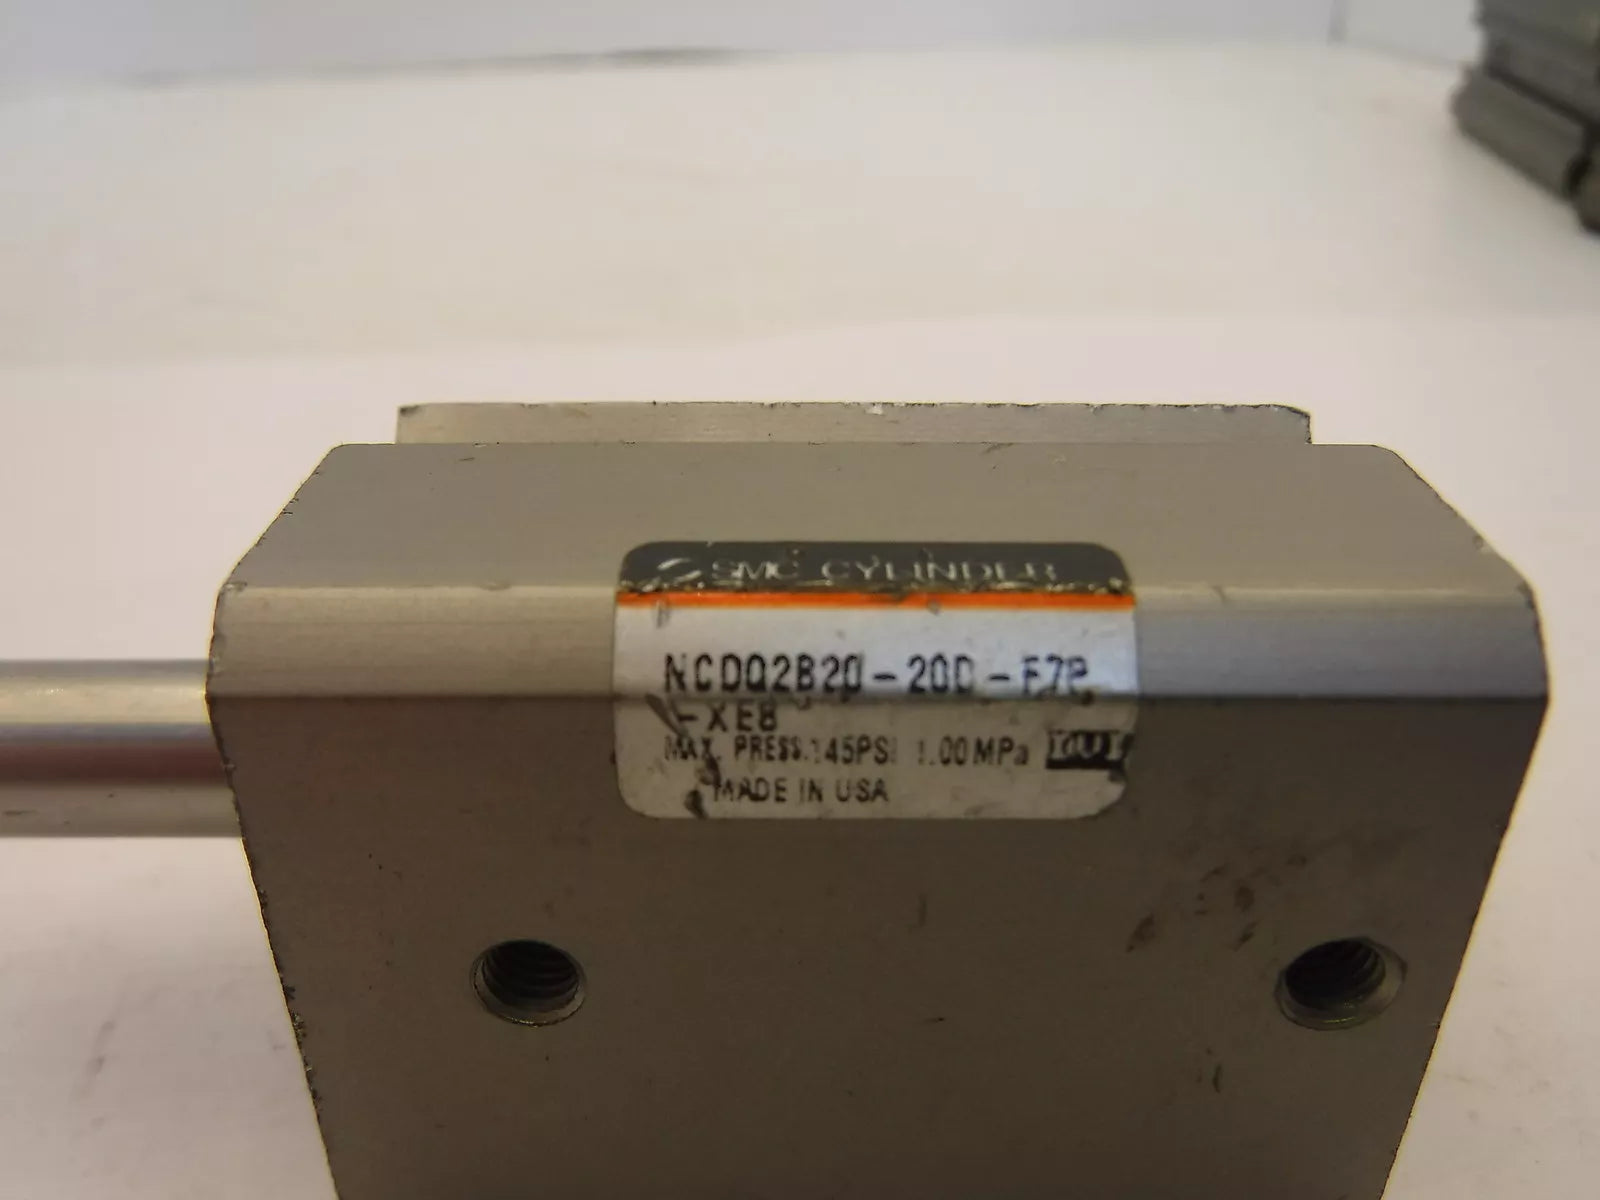 SMC CYLINDER
NCDQ2B20-20D-F7P
-XE8
MAX. PRESS.145PSI 1.00MPa
MADE IN USA